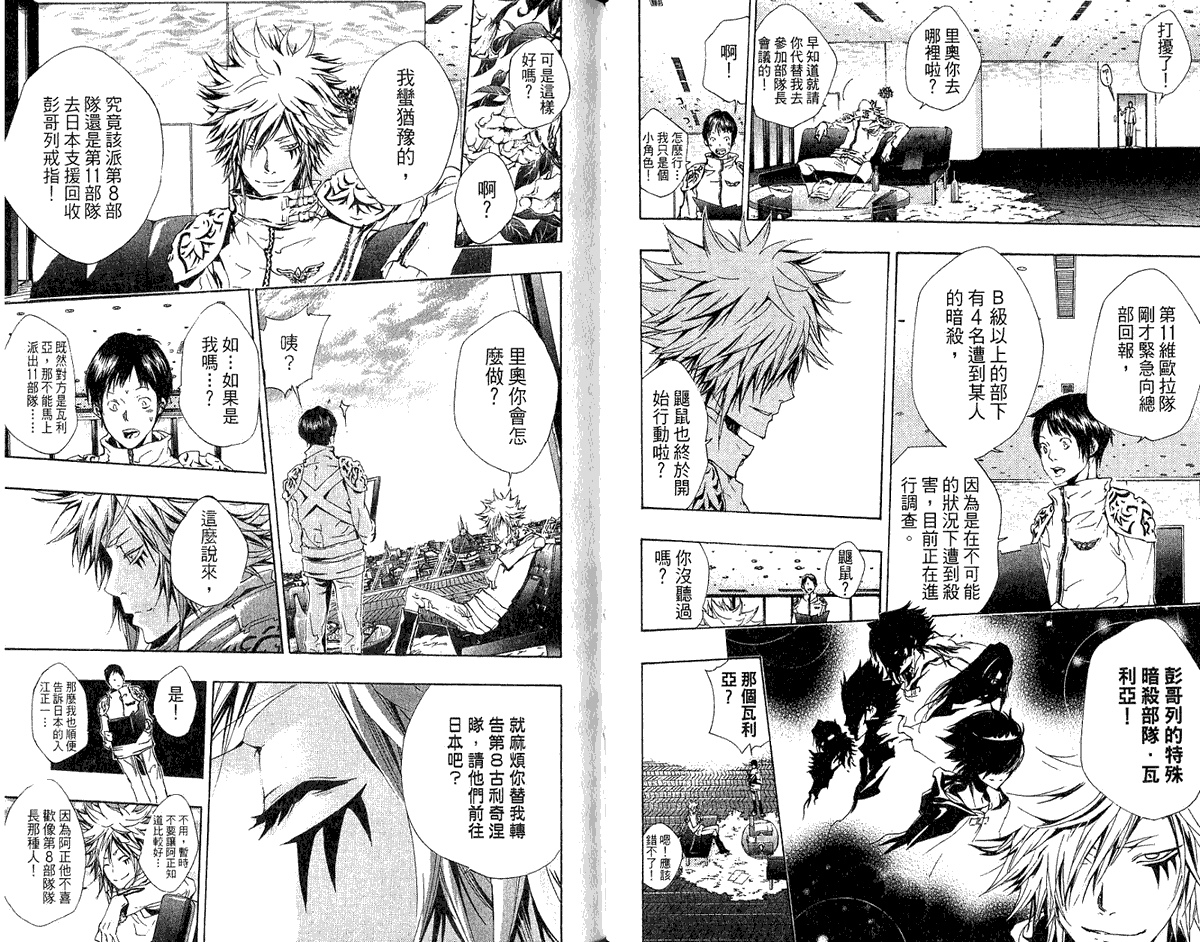 打擾了！
里奧你去
哪裡啦？
早知道就請
你代替我去
參加部隊長
會議的！
啊！
怎麼行…
我只是個
小角色！
第11維歐拉隊
剛才緊急向總
部回報，
B級以上的部下
有4名遭到某人
的暗殺，
因為是在不可能
的狀況下遭到殺
害，目前正在進
行調查。
鼴鼠也終於開
始行動啦？
鼴鼠？
你沒聽過
嗎？
彭哥列的特殊
暗殺部隊．瓦
利亞！
那個瓦利
亞？
嗯！應該
錯不了！
可是這樣
好嗎？
啊？
我蠻猶豫的，
究竟該派第8部
隊還是第11部隊
去日本支援回收
彭哥列戒指！
里奧你會怎
麼做？
咦？
如…如果是
我嗎…？
既然對方是瓦利
亞，那不能馬上
派出11部隊……
這麼說來，
就麻煩你替我轉
告第8古利奇涅
隊，請他們前往
日本吧？
是！
那麼我也順便
告訴日本的入
江正一…
不用，暫時
不要讓阿正知
道比較好…
因為阿正他不喜
歡像第8部隊隊
長那種人！